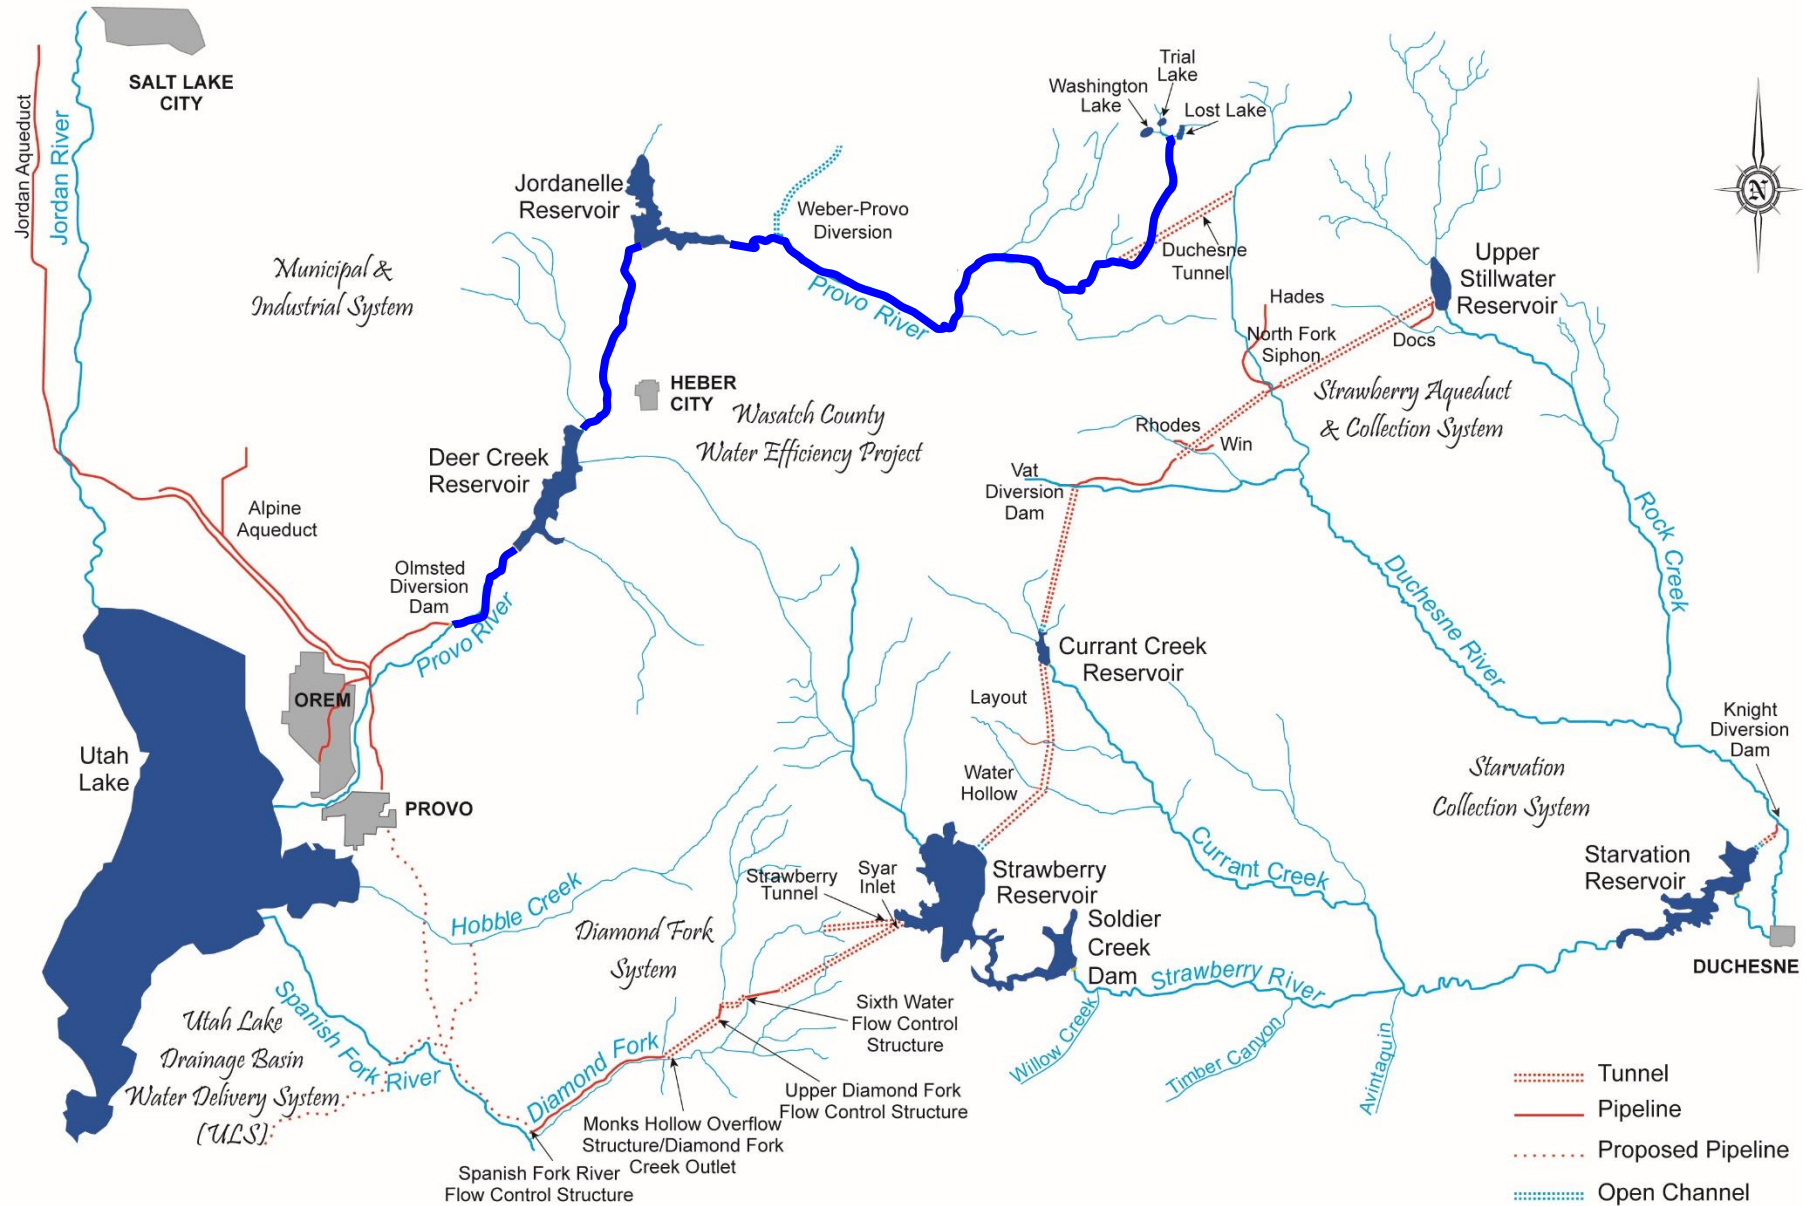 SALT LAKE
CITY
Jordan Aqueduct
Jordan River
Municipal &
Industrial System
Jordanelle
Reservoir
Weber-Provo
Diversion
Washington
Lake
Trial
Lake
Lost Lake
Duchesne
Tunnel
Provo River
N
Upper
Stillwater
Reservoir
Hades
North Fork
Siphon
Docs
Strawberry Aqueduct
& Collection System
HEBER
CITY
Wasatch County
Water Efficiency Project
Rhodes
Win
Vat
Diversion
Dam
Deer Creek
Reservoir
Alpine
Aqueduct
Olmsted
Diversion
Dam
Provo River
Rock Creek
Duchesne River
Currant Creek
Reservoir
Layout
Water
Hollow
OREM
Utah
Lake
PROVO
Knight
Diversion
Dam
Starvation
Collection System
Starvation
Reservoir
DUCHESNE
Currant Creek
Strawberry
Reservoir
Syar
Inlet
Strawberry
Tunnel
Soldier
Creek
Dam
Strawberry River
Hobble Creek
Diamond Fork
System
Sixth Water
Flow Control
Structure
Willow Creek
Timber Canyon
Avintaquin
Spanish Fork River
Utah Lake
Drainage Basin
Water Delivery System
(ULS)
Diamond Fork
Upper Diamond Fork
Flow Control Structure
Monks Hollow Overflow
Structure/Diamond Fork
Creek Outlet
Spanish Fork River
Flow Control Structure
Tunnel
Pipeline
Proposed Pipeline
Open Channel